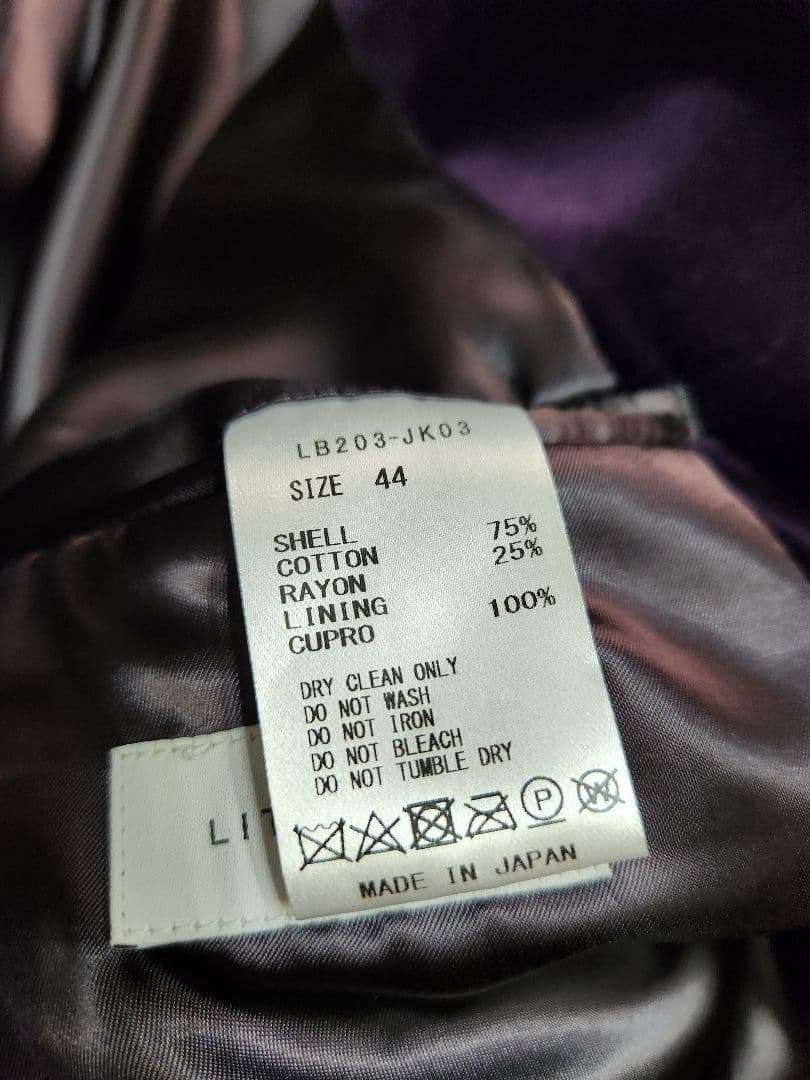 LB203-JK03
SIZE 44
SHELL
COTTON 75%
RAYON 25%
LINING
CUPRO 100%
DRY CLEAN ONLY
DO NOT WASH
DO NOT IRON
DO NOT BLEACH
DO NOT TUMBLE DRY
P W
MADE IN JAPAN
LIT